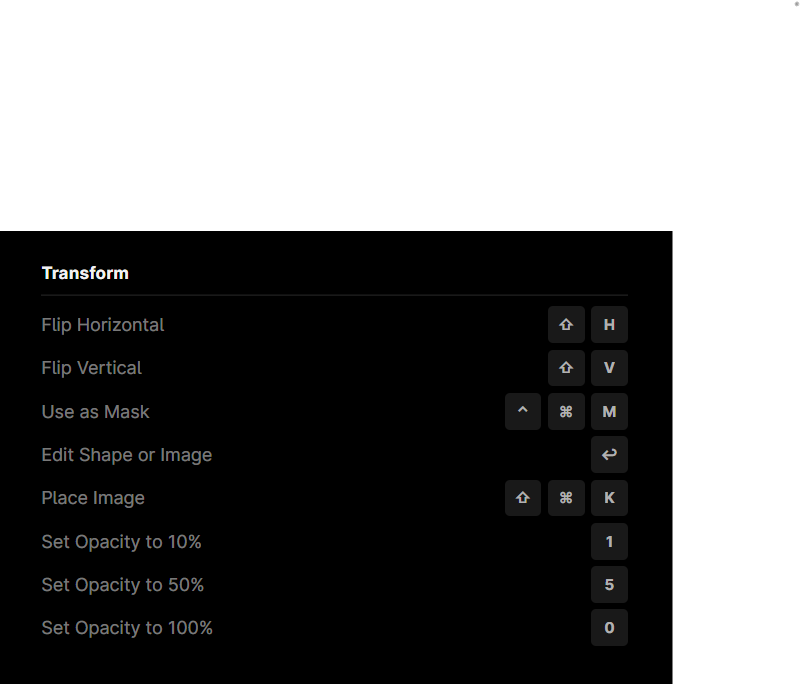 Transform
Flip Horizontal ⇧ H
Flip Vertical ⇧ V
Use as Mask ^ ⌘ M
Edit Shape or Image ↩
Place Image ⇧ ⌘ K
Set Opacity to 10% 1
Set Opacity to 50% 5
Set Opacity to 100% 0